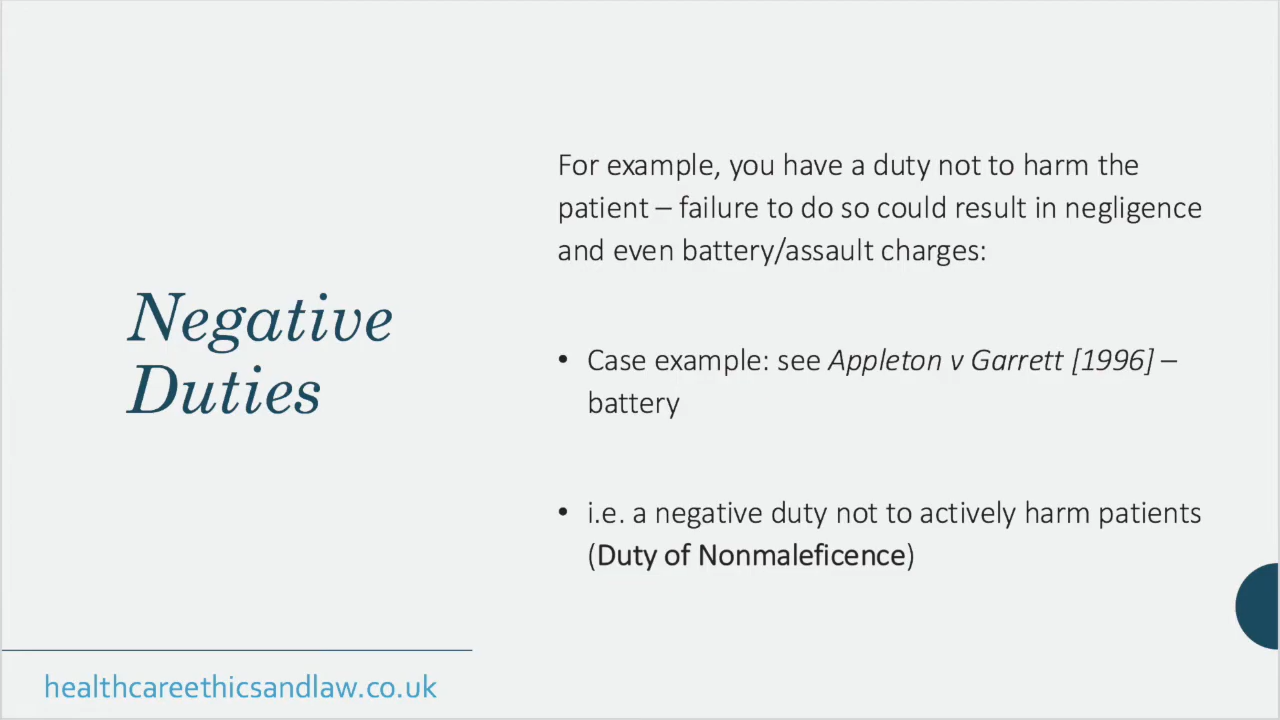 Negative
Duties
For example, you have a duty not to harm the
patient – failure to do so could result in negligence
and even battery/assault charges:
• Case example: see Appleton v Garrett [1996] –
battery
• i.e. a negative duty not to actively harm patients
(Duty of Nonmaleficence)
healthcareethicsandlaw.co.uk